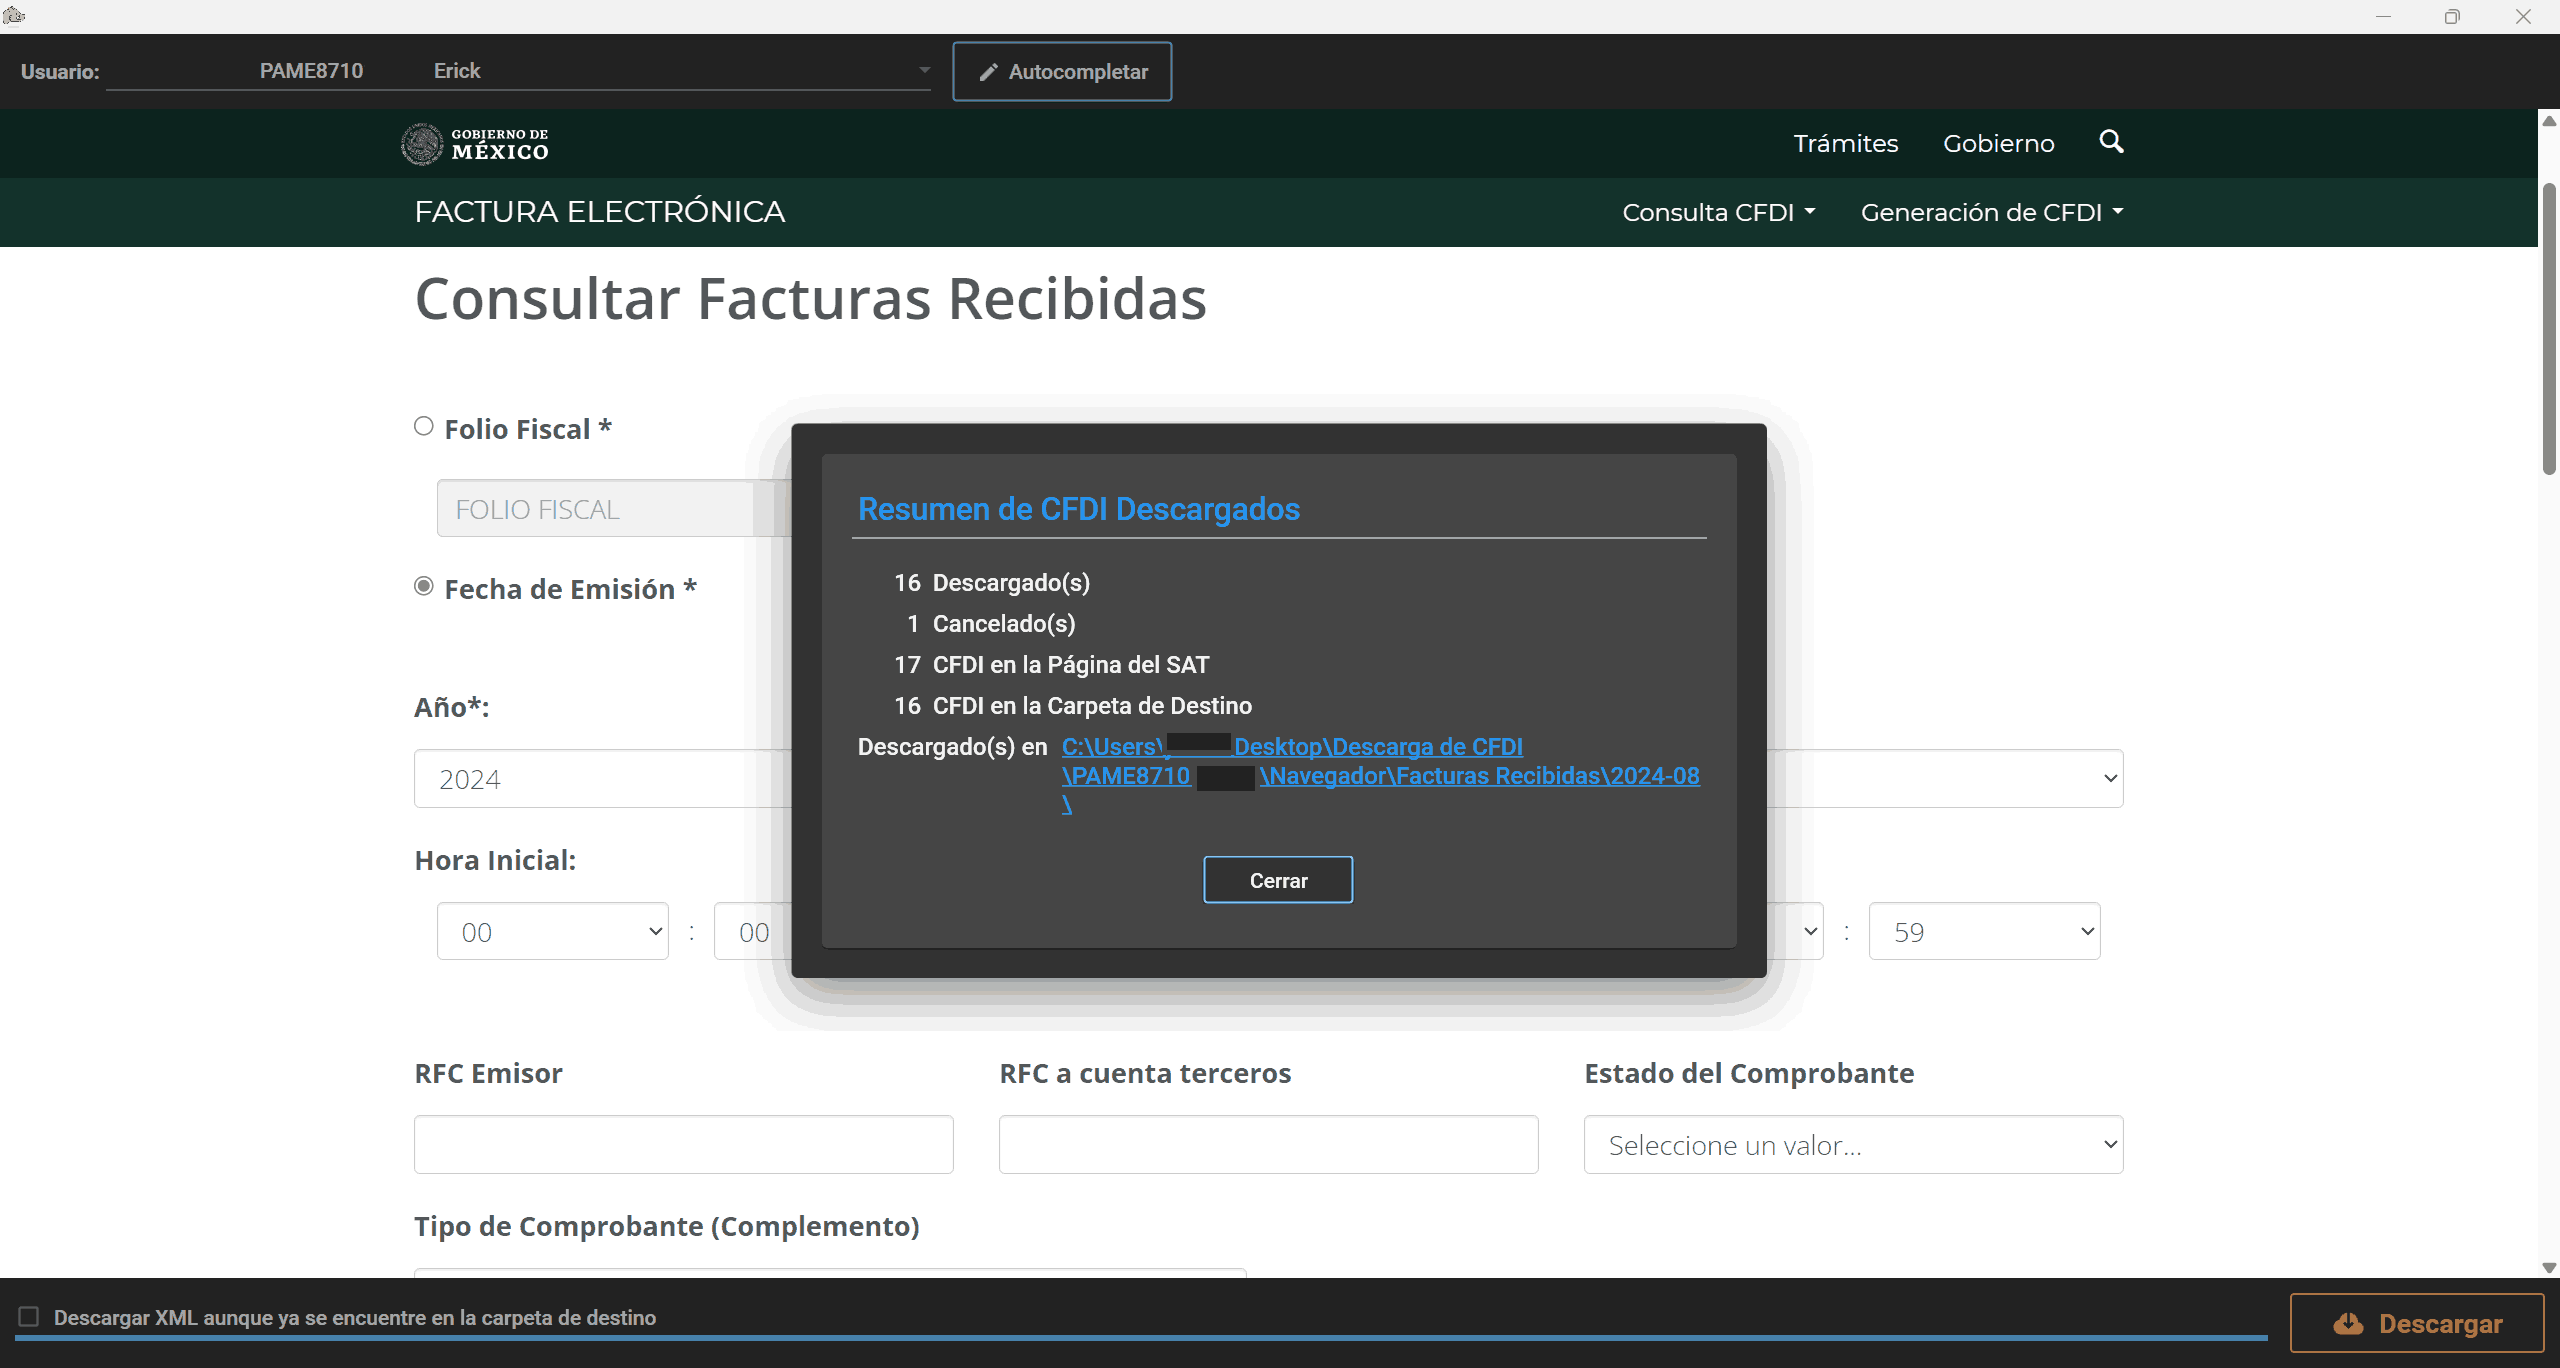 Usuario: PAME8710 Erick Autocompletar
GOBIERNO DE
MÉXICO
Trámites Gobierno
FACTURA ELECTRÓNICA Consulta CFDI Generación de CFDI
Consultar Facturas Recibidas
Folio Fiscal *
FOLIO FISCAL
Fecha de Emisión *
Año*:
2024
Hora Inicial:
00 : 00
: 59
Resumen de CFDI Descargados
16 Descargado(s)
1 Cancelado(s)
17 CFDI en la Página del SAT
16 CFDI en la Carpeta de Destino
Descargado(s) en C:\Users\ Desktop\Descarga de CFDI
\PAME8710 \Navegador\Facturas Recibidas\2024-08
\
Cerrar
RFC Emisor RFC a cuenta terceros Estado del Comprobante
Seleccione un valor...
Tipo de Comprobante (Complemento)
Descargar XML aunque ya se encuentre en la carpeta de destino
Descargar